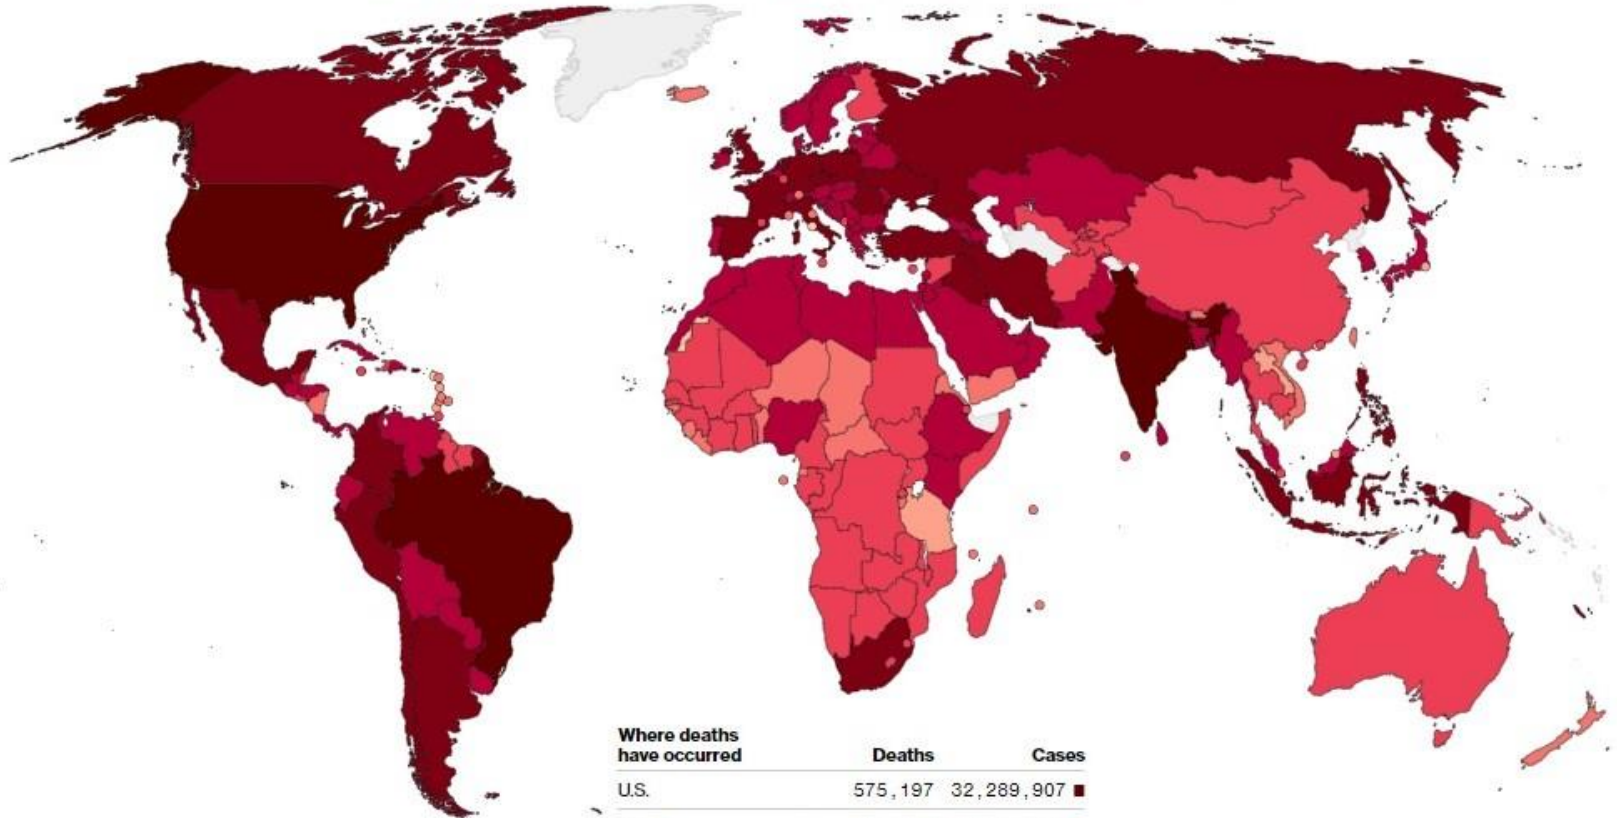 Where deaths
have occurred Deaths Cases
U.S. 575,197 32,289,907